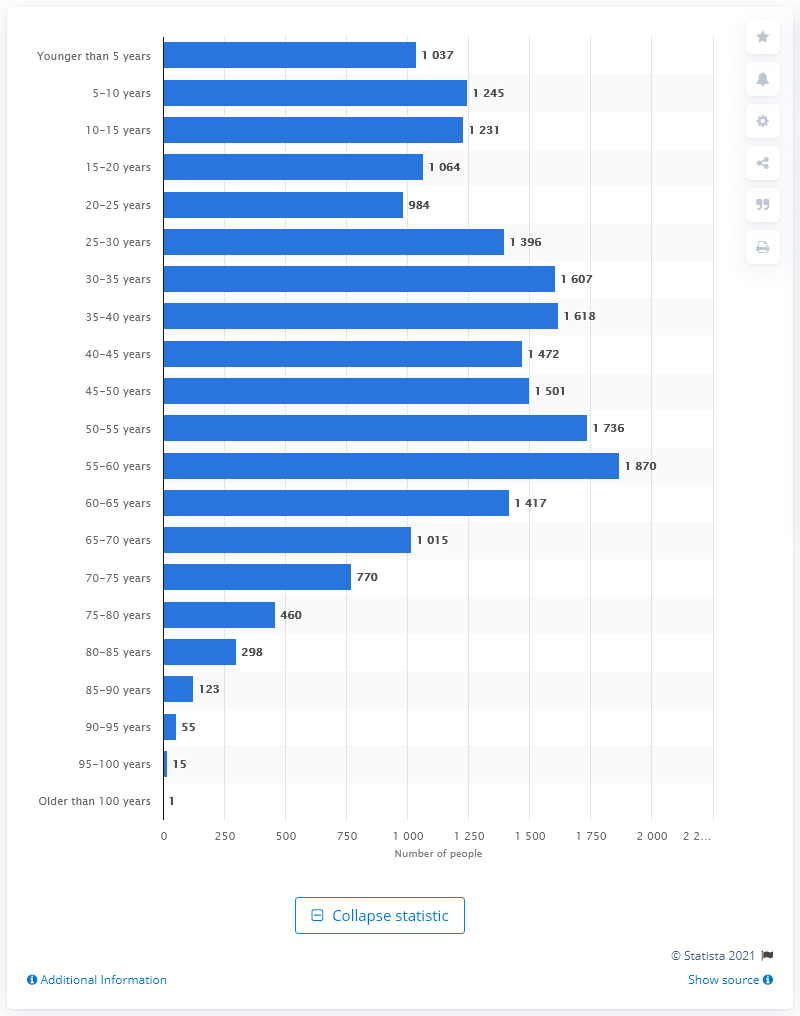 Younger than 5 years 1 037
5-10 years 1 245
10-15 years 1 231
15-20 years 1 064
20-25 years 984
25-30 years 1 396
30-35 years 1 607
35-40 years 1 618
40-45 years 1 472
45-50 years 1 501
50-55 years 1 736
55-60 years 1 870
60-65 years 1 417
65-70 years 1 015
70-75 years 770
75-80 years 460
80-85 years 298
85-90 years 123
90-95 years 55
95-100 years 15
Older than 100 years 1
0 250 500 750 1 000 1 250 1 500 1 750 2 000 2 2...
Number of people
Collapse statistic
© Statista 2021
Additional Information Show source